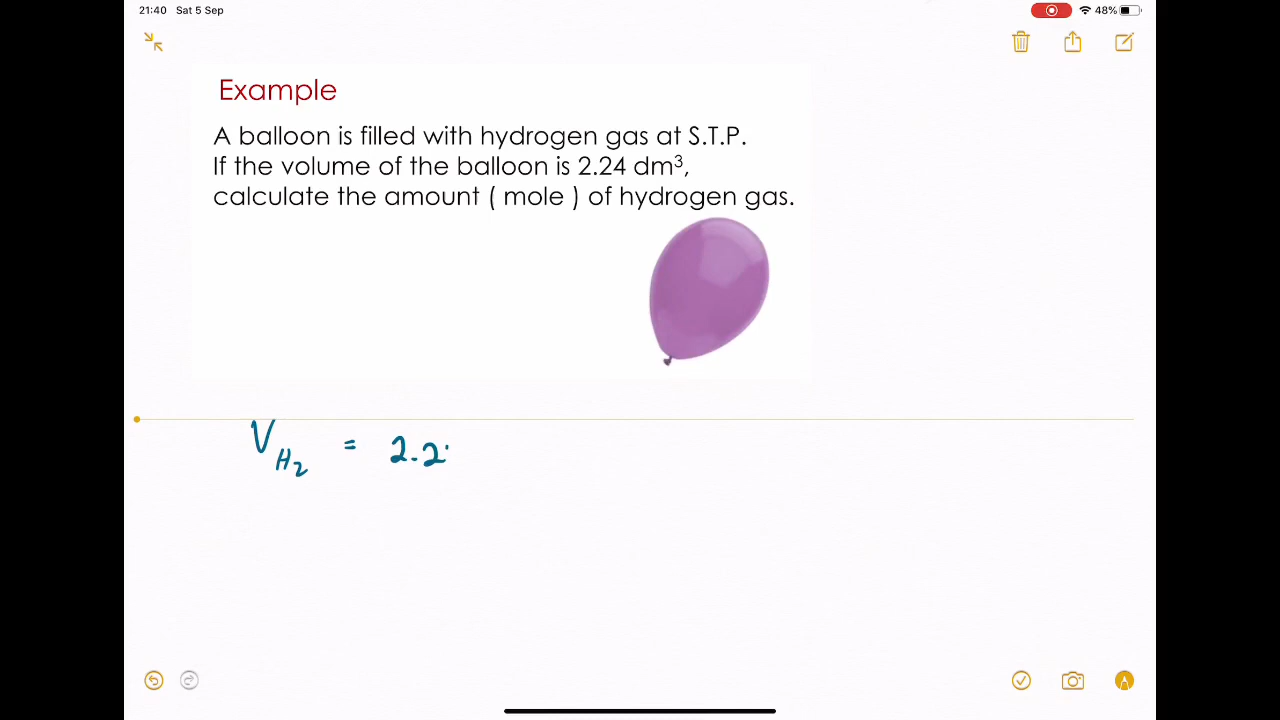 21:40 Sat 5 Sep 48%
Example
A balloon is filled with hydrogen gas at S.T.P.
If the volume of the balloon is 2.24 dm³,
calculate the amount ( mole ) of hydrogen gas.
V H₂ = 2.2